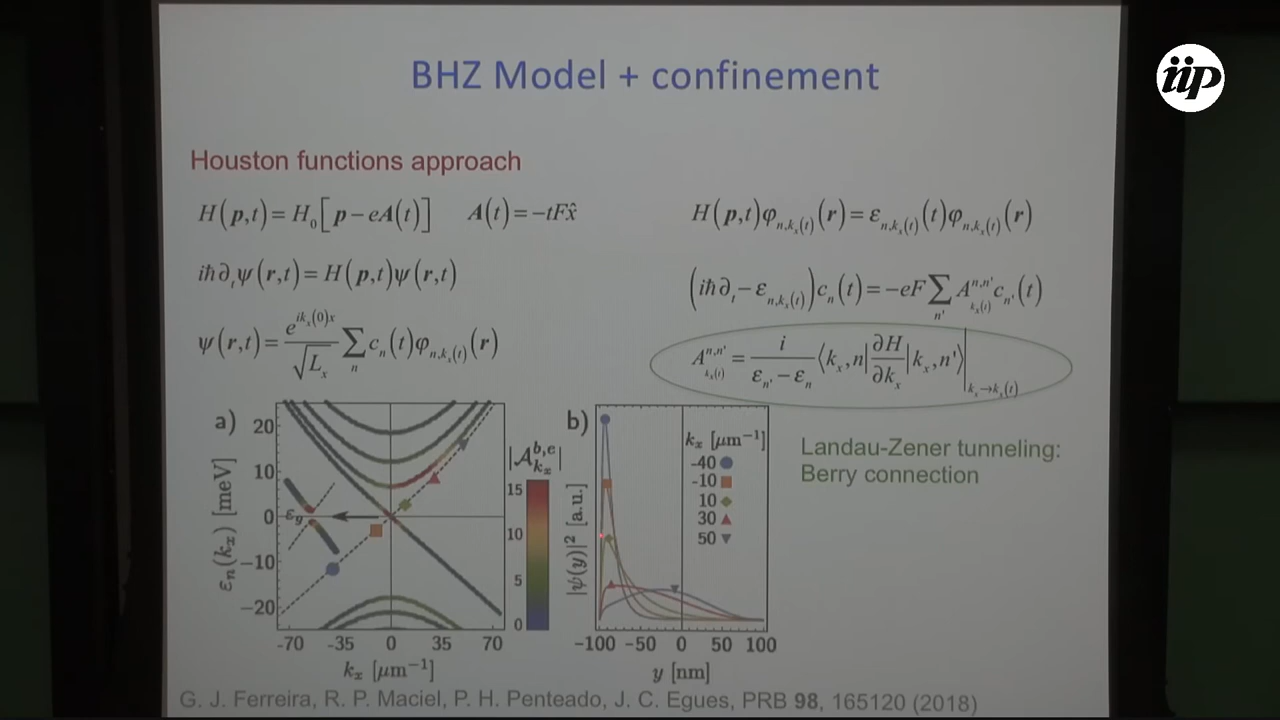 BHZ Model + confinement
iip
Houston functions approach
H(p,t)=H₀[p−eA(t)]   A(t)=−tFx̂
iħ∂ₜψ(r,t)=H(p,t)ψ(r,t)
ψ(r,t)= e^{ik_x(0)x} / √L_x ∑_n c_n(t)φ_{n,k_x(t)}(r)
H(p,t)φ_{n,k_x(t)}(r)=ε_{n,k_x(t)}(t)φ_{n,k_x(t)}(r)
(iħ∂ₜ−ε_{n,k_x(t)})c_n(t)=−eF∑_{n'} A^{n,n'}_{k_x(t)} c_{n'}(t)
A^{n,n'}_{k_x(t)} = i / (ε_{n'}−ε_n) ⟨k_x,n| ∂H/∂k_x |k_x,n'⟩|_{k_x→k_x(t)}
a)
20
10
0
−10
−20
ε_n(k_x) [meV]
ε_g
-70 -35 0 35 70
k_x [μm⁻¹]
|A^{b,e}_{k_x}|
15
10
5
0
b)
|ψ(y)|² [a.u.]
k_x [μm⁻¹]
-40
-10
10
30
50
−100 −50 0 50 100
y [nm]
Landau-Zener tunneling:
Berry connection
G. J. Ferreira, R. P. Maciel, P. H. Penteado, J. C. Egues, PRB 98, 165120 (2018)